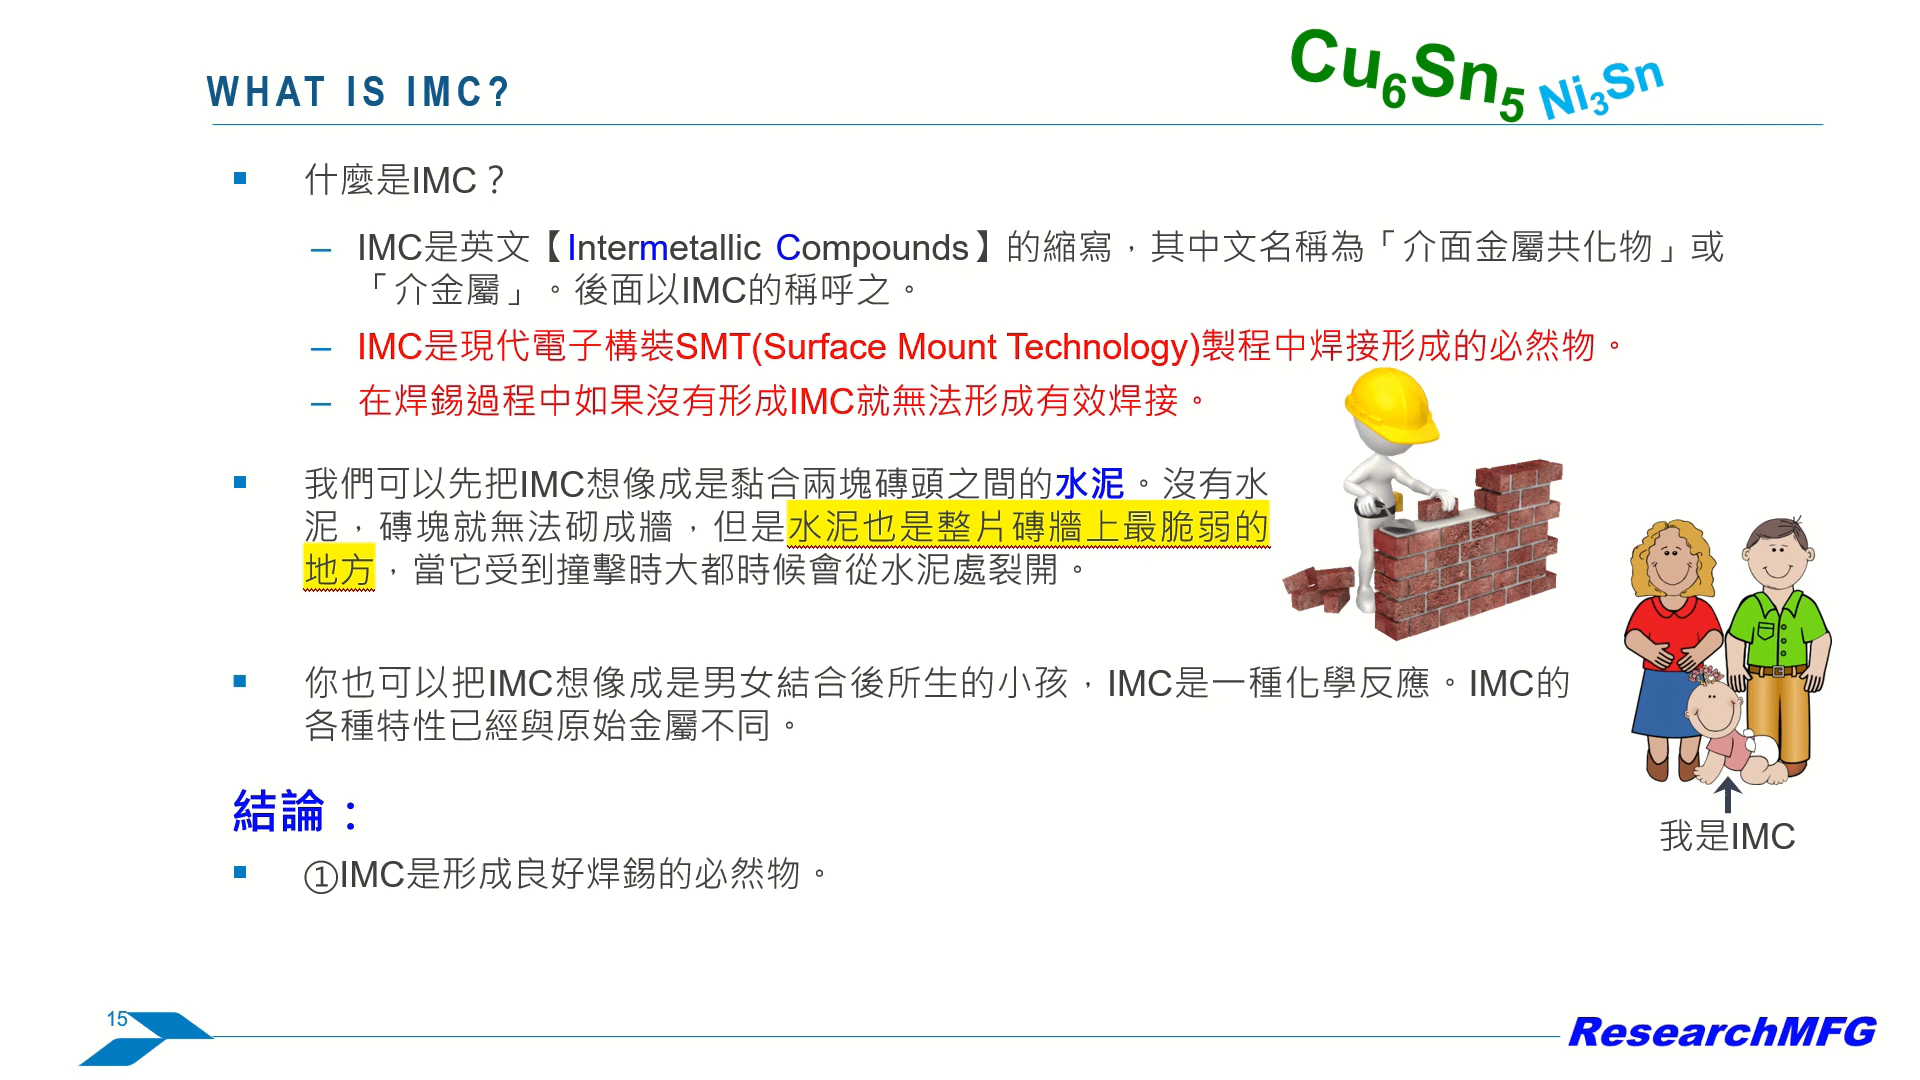 WHAT IS IMC?
Cu6Sn5 Ni3Sn
什麼是IMC？
IMC是英文【Intermetallic Compounds】的縮寫，其中文名稱為「介面金屬共化物」或
「介金屬」。後面以IMC的稱呼之。
IMC是現代電子構裝SMT(Surface Mount Technology)製程中焊接形成的必然物。
在焊錫過程中如果沒有形成IMC就無法形成有效焊接。
我們可以先把IMC想像成是黏合兩塊磚頭之間的水泥。沒有水
泥，磚塊就無法砌成牆，但是水泥也是整片磚牆上最脆弱的
地方，當它受到撞擊時大都時候會從水泥處裂開。
你也可以把IMC想像成是男女結合後所生的小孩，IMC是一種化學反應。IMC的
各種特性已經與原始金屬不同。
我是IMC
結論：
①IMC是形成良好焊錫的必然物。
15
ResearchMFG